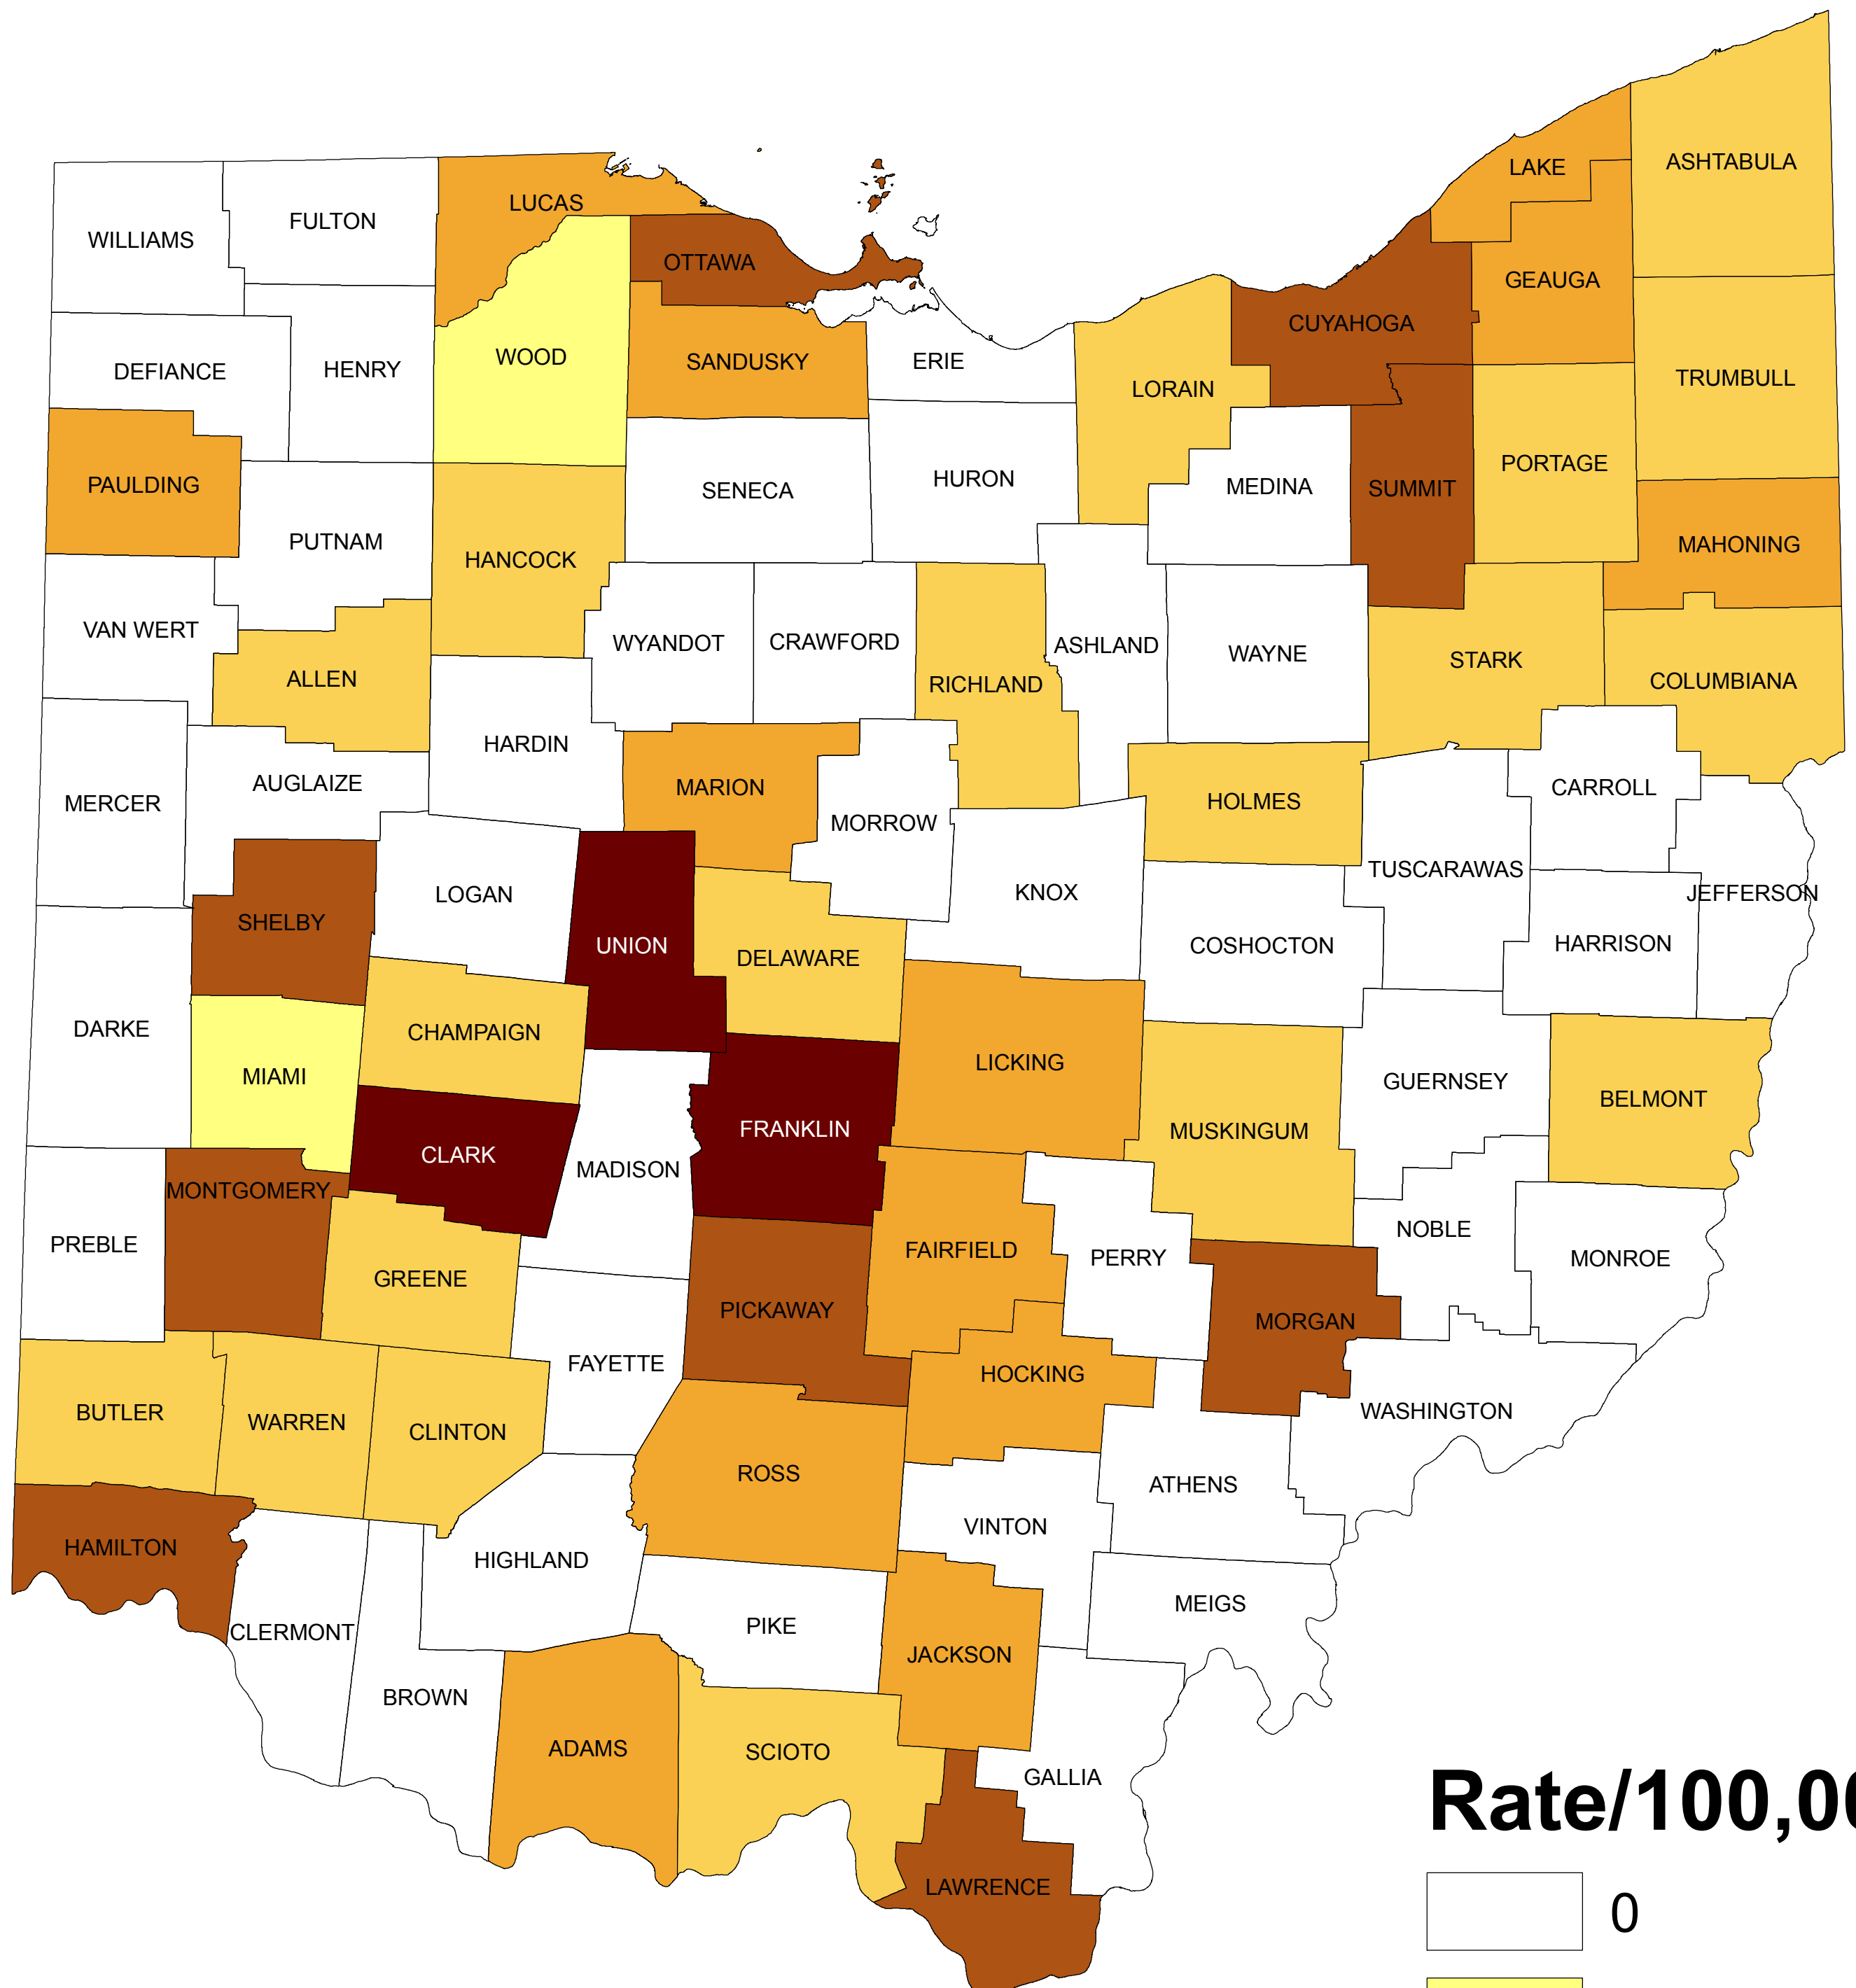 LAKE
ASHTABULA
LUCAS
FULTON
WILLIAMS
OTTAWA
GEAUGA
CUYAHOGA
WOOD
SANDUSKY
ERIE
DEFIANCE
HENRY
TRUMBULL
LORAIN
PORTAGE
PAULDING
HURON
MEDINA
SUMMIT
SENECA
PUTNAM
MAHONING
HANCOCK
VAN WERT
WYANDOT
CRAWFORD
ASHLAND
WAYNE
STARK
ALLEN
RICHLAND
COLUMBIANA
HARDIN
AUGLAIZE
MARION
CARROLL
MERCER
HOLMES
MORROW
TUSCARAWAS
LOGAN
KNOX
JEFFERSON
SHELBY
UNION
COSHOCTON
HARRISON
DELAWARE
DARKE
CHAMPAIGN
LICKING
MIAMI
GUERNSEY
BELMONT
FRANKLIN
MUSKINGUM
CLARK
MADISON
MONTGOMERY
NOBLE
PREBLE
FAIRFIELD
PERRY
MONROE
GREENE
PICKAWAY
MORGAN
FAYETTE
HOCKING
BUTLER
WARREN
CLINTON
WASHINGTON
ROSS
ATHENS
VINTON
HAMILTON
HIGHLAND
MEIGS
CLERMONT
PIKE
JACKSON
BROWN
ADAMS
SCIOTO
GALLIA
Rate/100,00
LAWRENCE
0